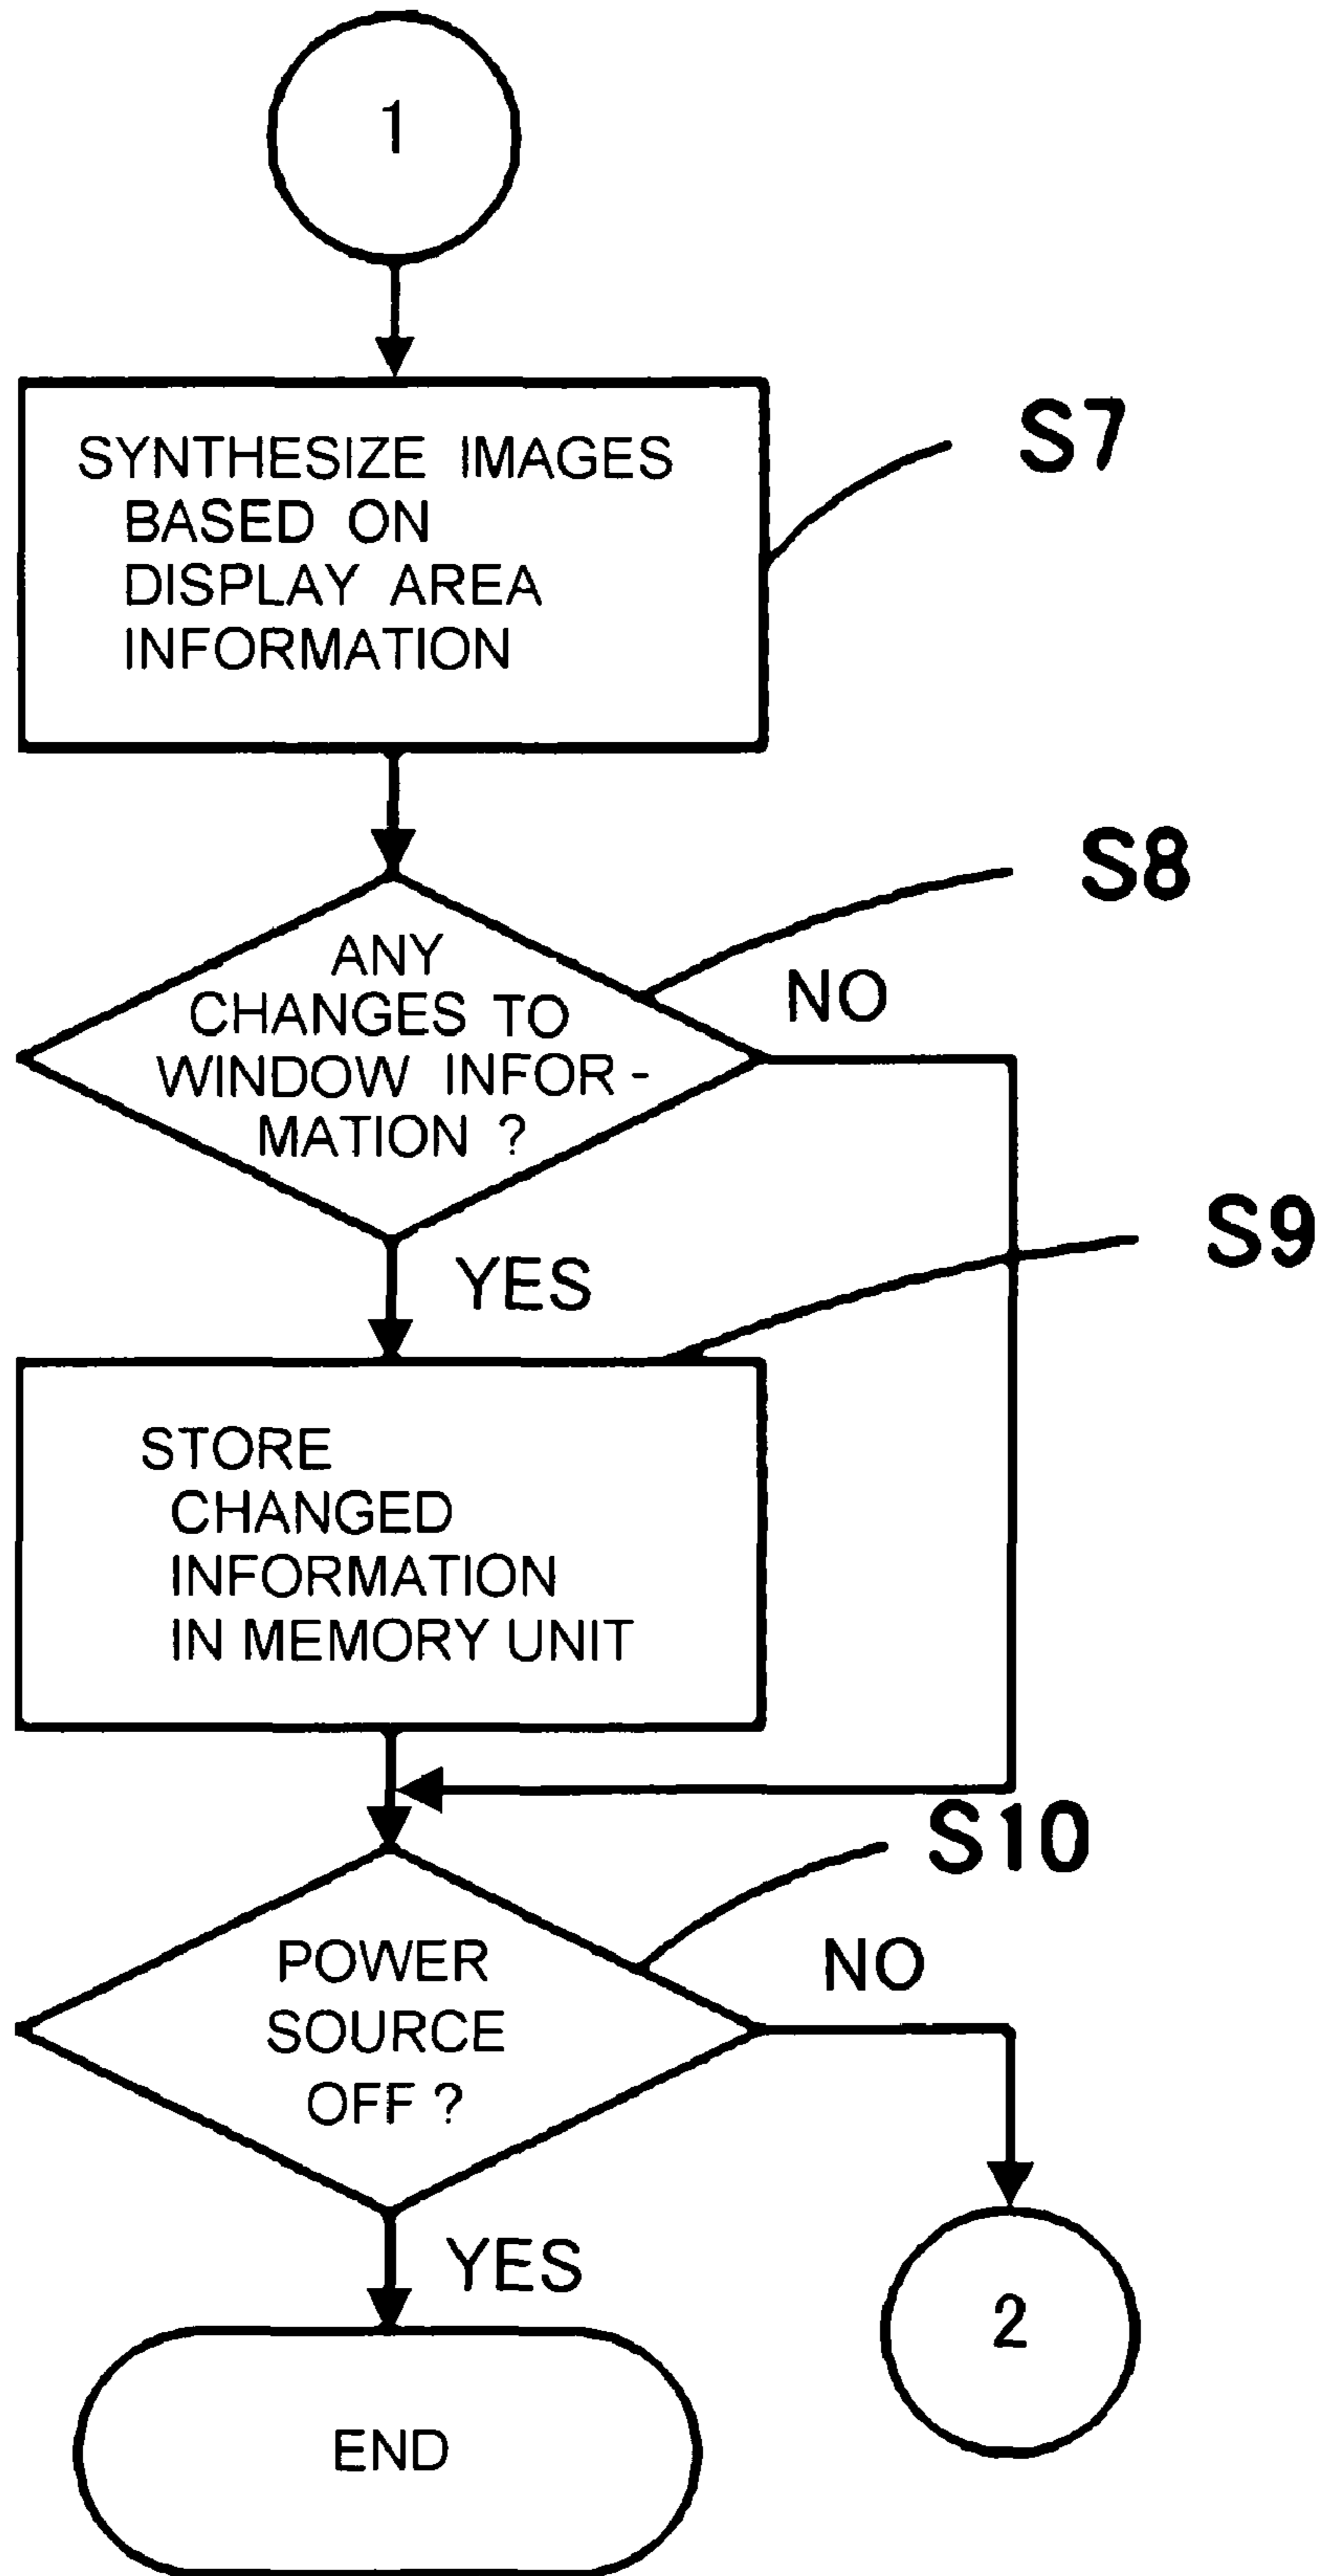 1
SYNTHESIZE IMAGES
BASED ON
DISPLAY AREA
INFORMATION
S7
S8
ANY
CHANGES TO
WINDOW INFOR -
MATION ?
NO
YES
S9
STORE
CHANGED
INFORMATION
IN MEMORY UNIT
S10
POWER
SOURCE
OFF ?
NO
YES
2
END